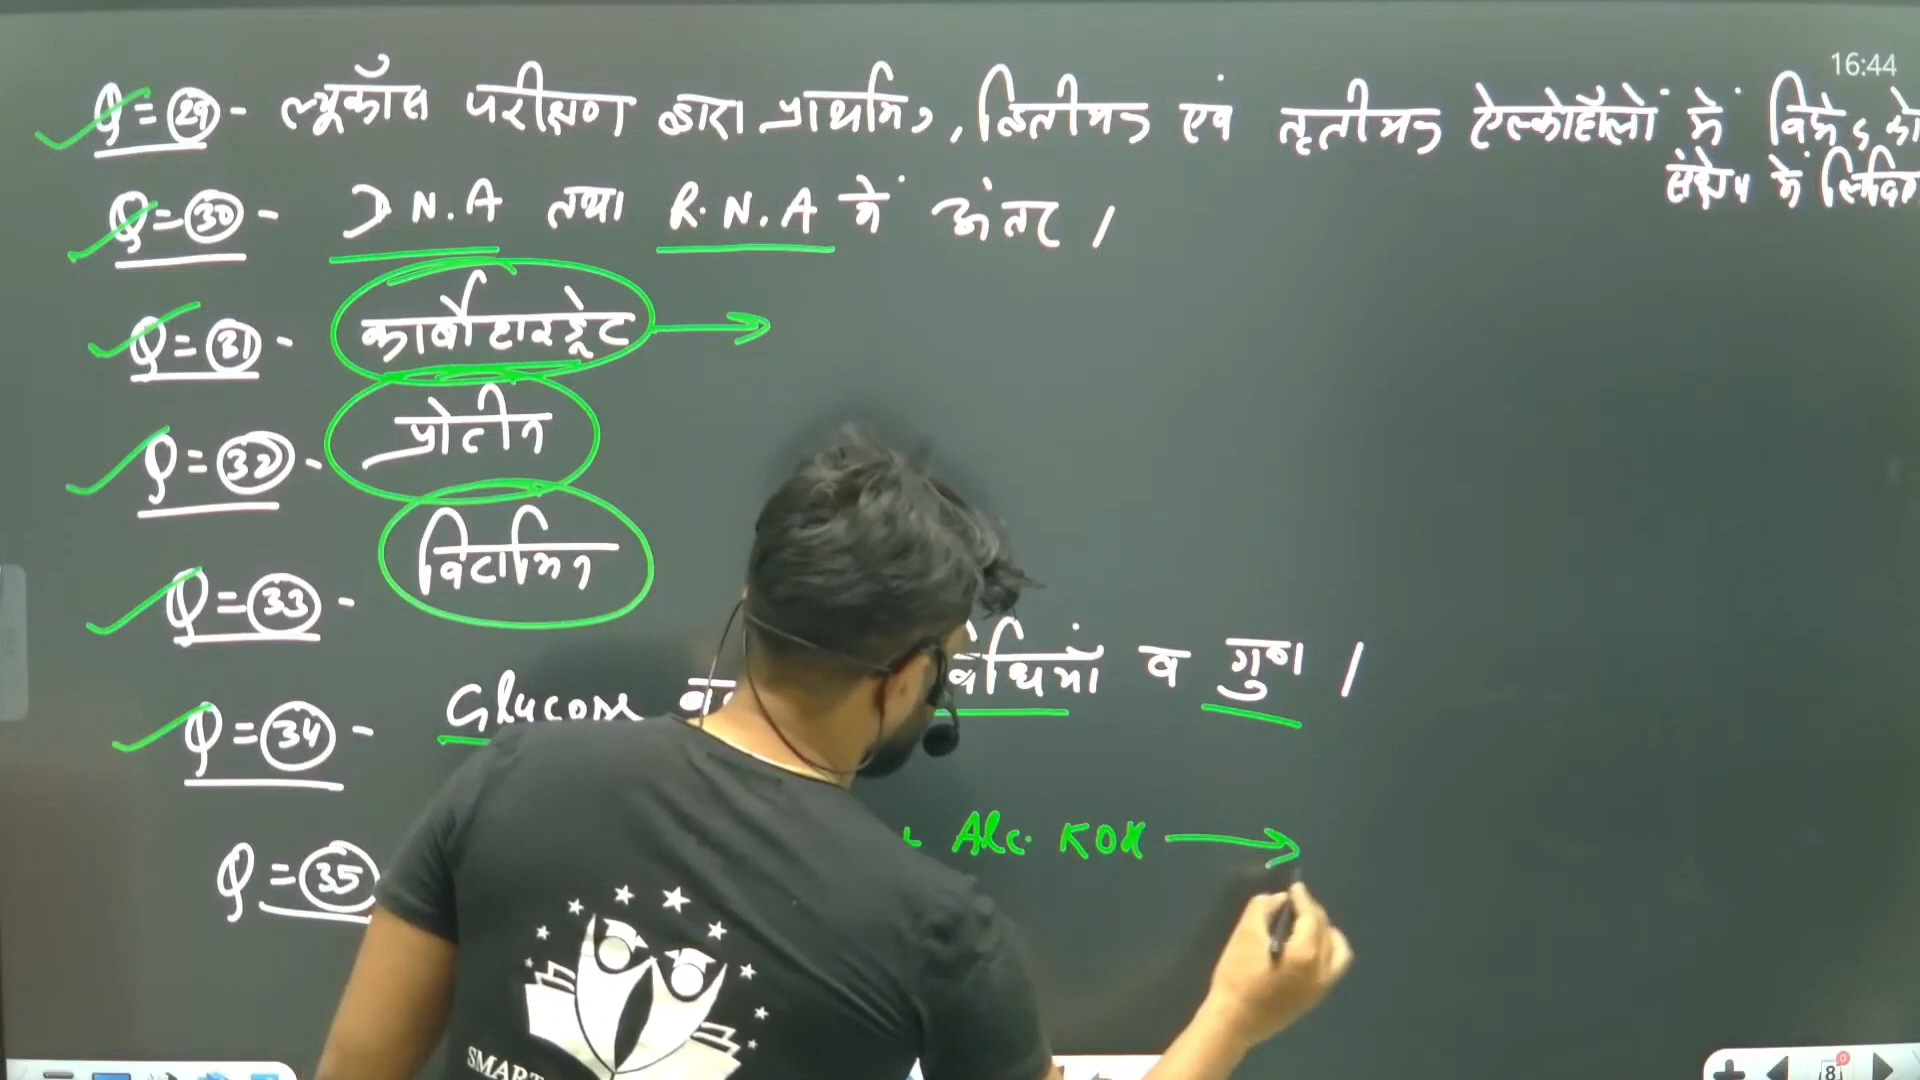 16:44
Q=29- ल्यूकॉस परीक्षण द्वारा प्राथमिक, द्वितीयक एवं तृतीयक ऐल्कोहॉलों में विभेद को
संक्षेप में लिखिए
Q=30- D N.A तथा R.N.A में अंतर।
Q=31- कार्बोहाइड्रेट
Q=32- प्रोटीन
Q=33- विटामिन
Q=34- Glucose व गुण।
Q=35
Alc. KOH
SMART
8